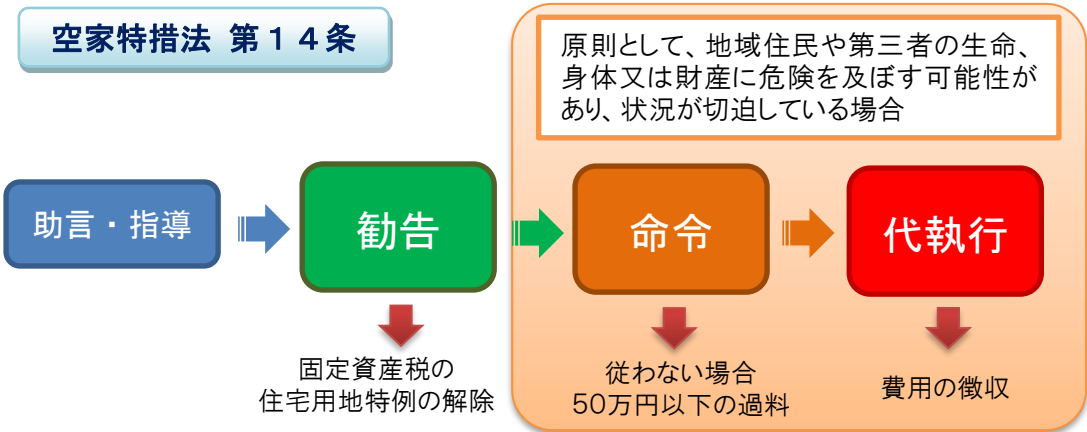 空家特措法 第１４条
原則として、地域住民や第三者の生命、
身体又は財産に危険を及ぼす可能性が
あり、状況が切迫している場合
助言・指導
勧告
命令
代執行
固定資産税の
住宅用地特例の解除
従わない場合
50万円以下の過料
費用の徴収